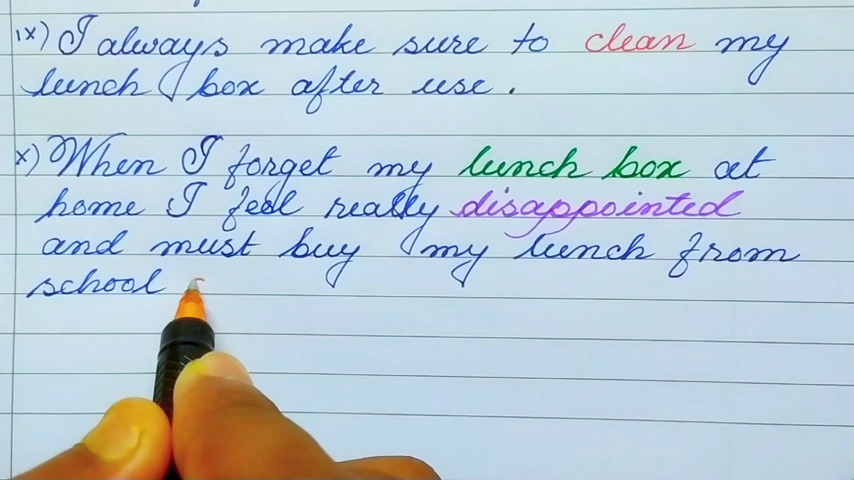 ix) I always make sure to clean my
lunch box after use.
x) When I forget my lunch box at
home I feel really disappointed
and must buy my lunch from
school